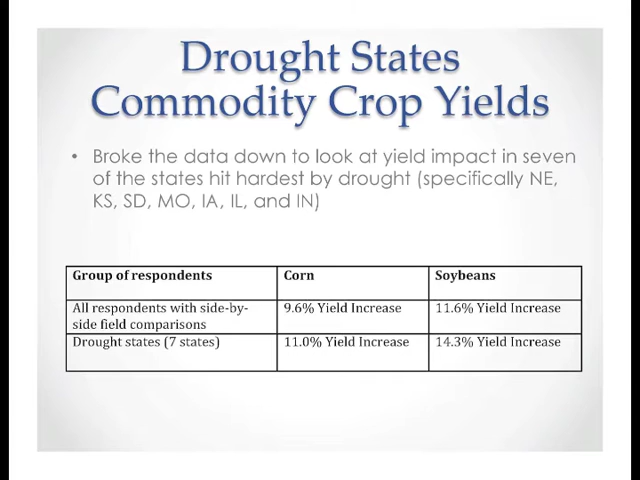 Drought States
Commodity Crop Yields
• Broke the data down to look at yield impact in seven
of the states hit hardest by drought (specifically NE,
KS, SD, MO, IA, IL, and IN)
Group of respondents Corn Soybeans
All respondents with side-by- 9.6% Yield Increase 11.6% Yield Increase
side field comparisons
Drought states (7 states) 11.0% Yield Increase 14.3% Yield Increase